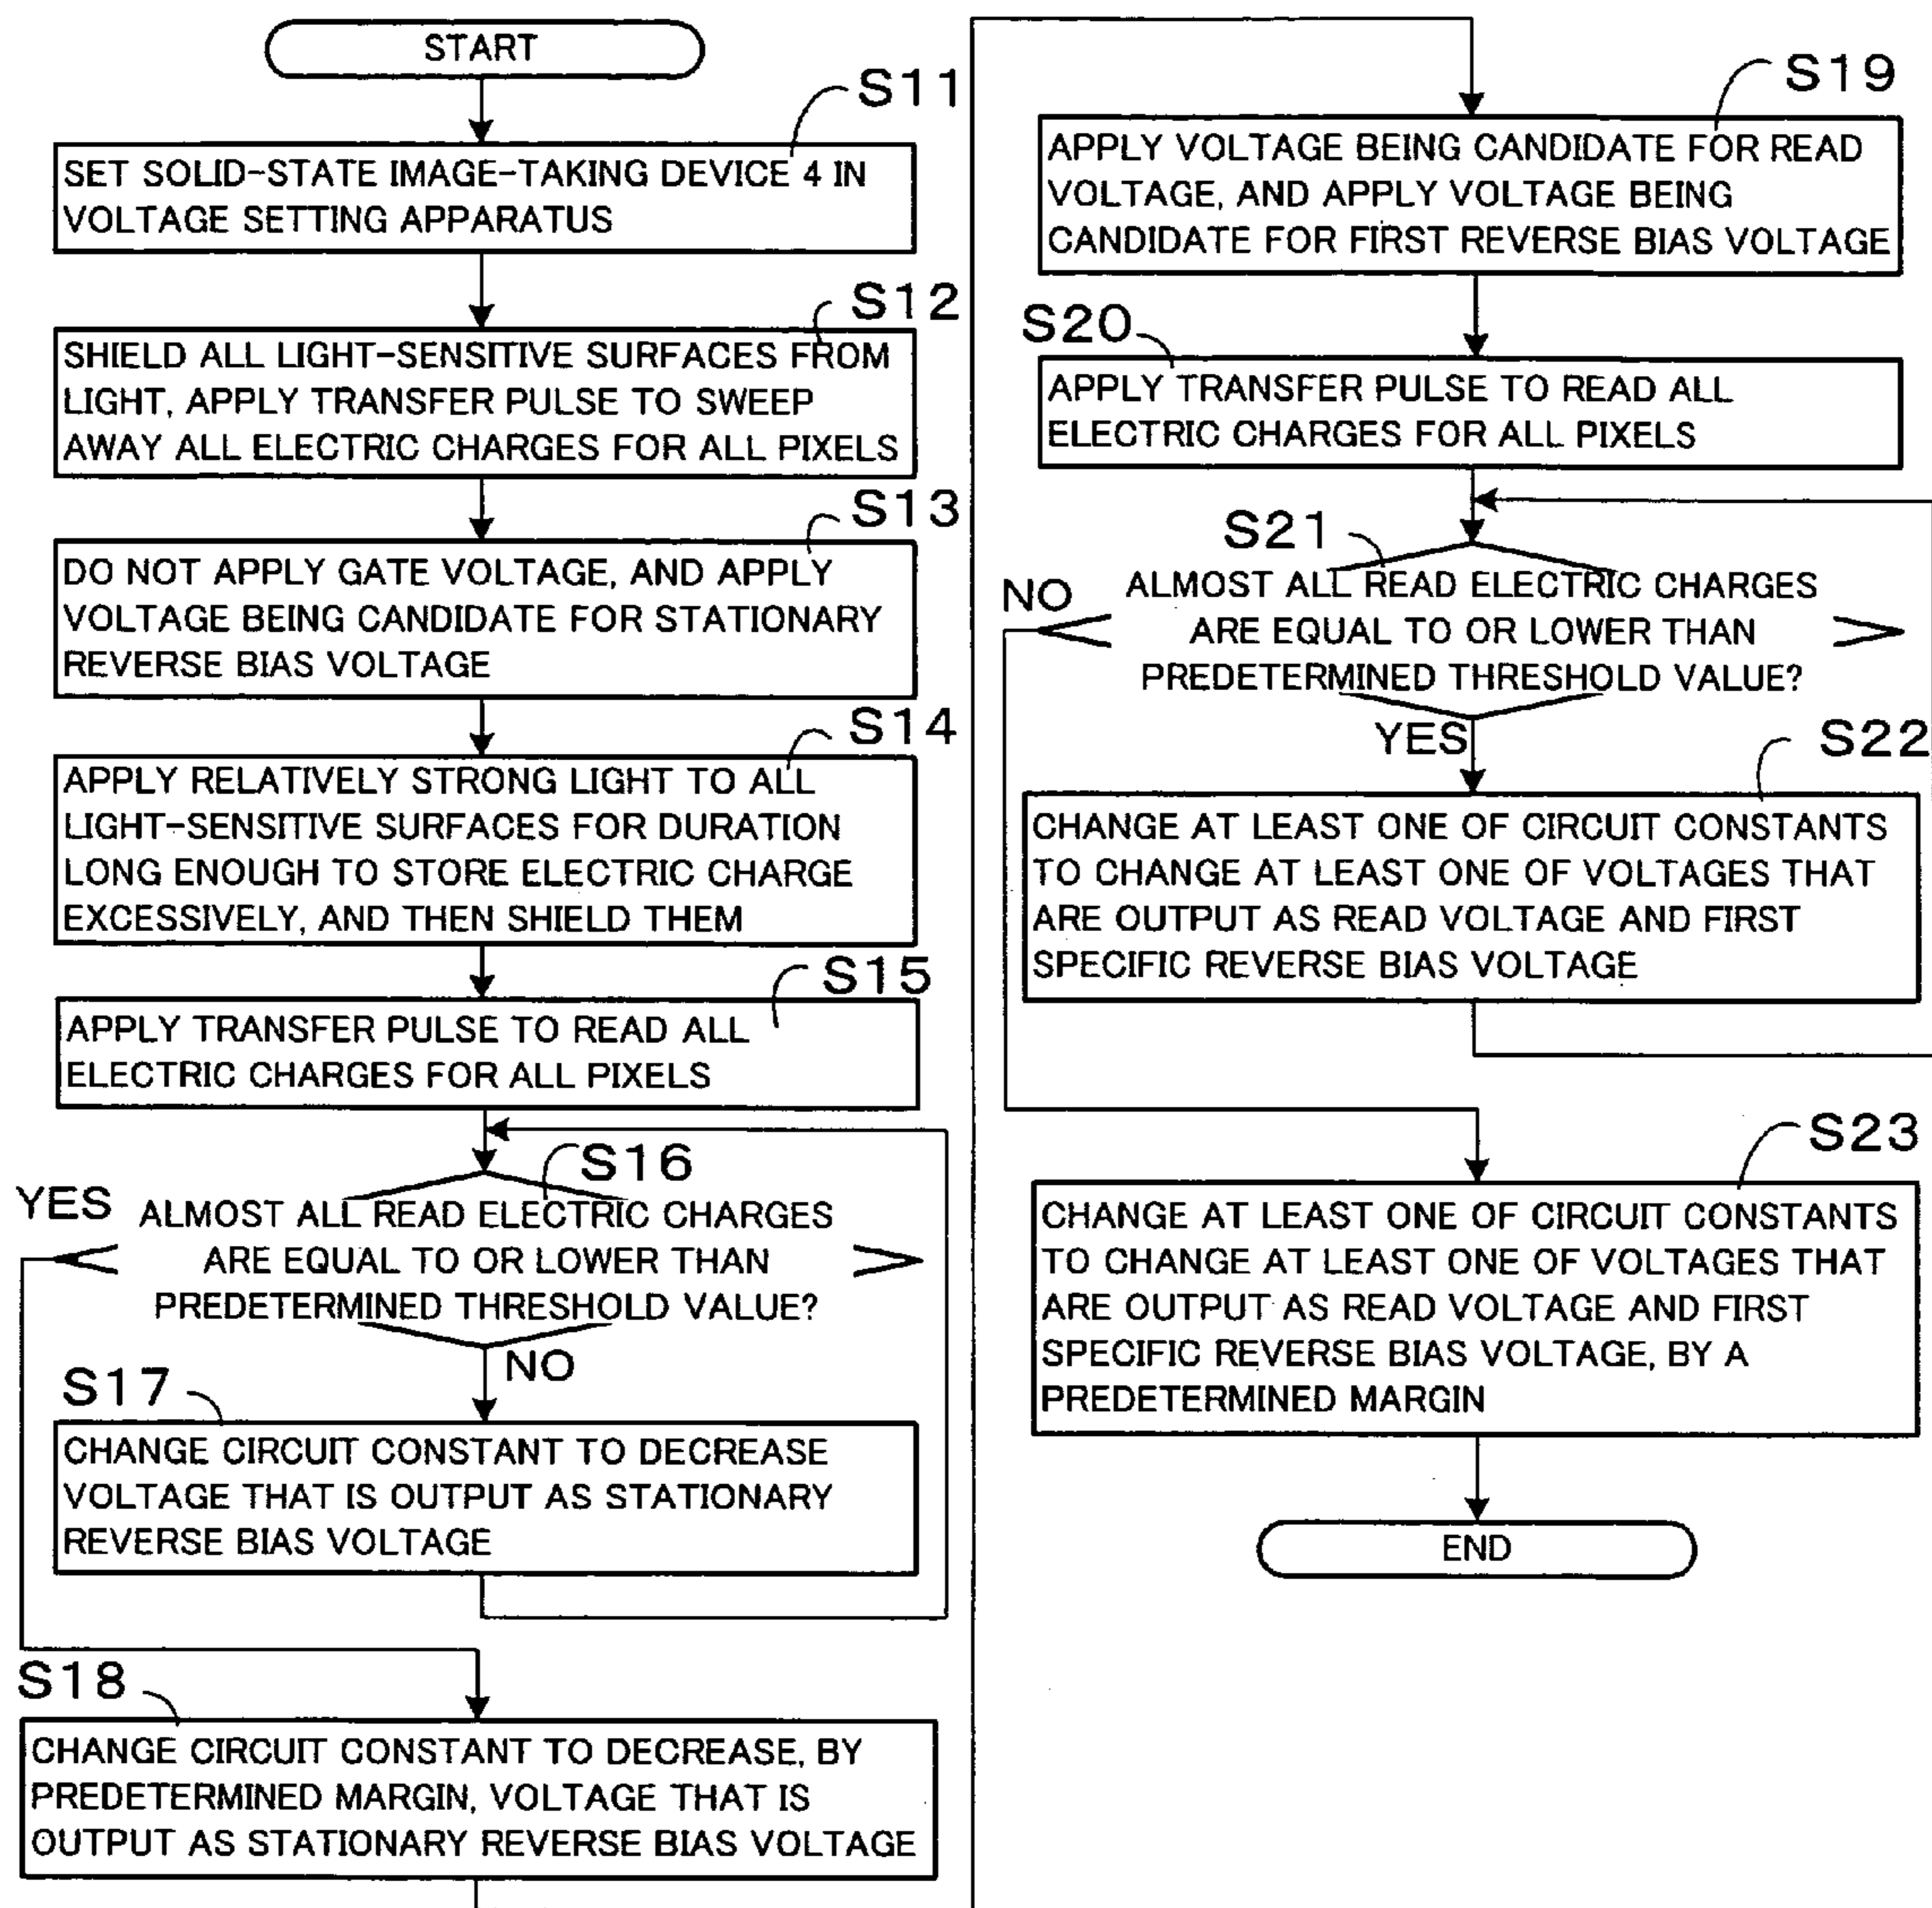 START
S11
SET SOLID-STATE IMAGE-TAKING DEVICE 4 IN
VOLTAGE SETTING APPARATUS
S12
SHIELD ALL LIGHT-SENSITIVE SURFACES FROM
LIGHT, APPLY TRANSFER PULSE TO SWEEP
AWAY ALL ELECTRIC CHARGES FOR ALL PIXELS
S13
DO NOT APPLY GATE VOLTAGE, AND APPLY
VOLTAGE BEING CANDIDATE FOR STATIONARY
REVERSE BIAS VOLTAGE
S14
APPLY RELATIVELY STRONG LIGHT TO ALL
LIGHT-SENSITIVE SURFACES FOR DURATION
LONG ENOUGH TO STORE ELECTRIC CHARGE
EXCESSIVELY, AND THEN SHIELD THEM
S15
APPLY TRANSFER PULSE TO READ ALL
ELECTRIC CHARGES FOR ALL PIXELS
S16
YES
ALMOST ALL READ ELECTRIC CHARGES
ARE EQUAL TO OR LOWER THAN
PREDETERMINED THRESHOLD VALUE?
NO
S17
CHANGE CIRCUIT CONSTANT TO DECREASE
VOLTAGE THAT IS OUTPUT AS STATIONARY
REVERSE BIAS VOLTAGE
S18
CHANGE CIRCUIT CONSTANT TO DECREASE, BY
PREDETERMINED MARGIN, VOLTAGE THAT IS
OUTPUT AS STATIONARY REVERSE BIAS VOLTAGE
S19
APPLY VOLTAGE BEING CANDIDATE FOR READ
VOLTAGE, AND APPLY VOLTAGE BEING
CANDIDATE FOR FIRST REVERSE BIAS VOLTAGE
S20
APPLY TRANSFER PULSE TO READ ALL
ELECTRIC CHARGES FOR ALL PIXELS
S21
NO
ALMOST ALL READ ELECTRIC CHARGES
ARE EQUAL TO OR LOWER THAN
PREDETERMINED THRESHOLD VALUE?
YES
S22
CHANGE AT LEAST ONE OF CIRCUIT CONSTANTS
TO CHANGE AT LEAST ONE OF VOLTAGES THAT
ARE OUTPUT AS READ VOLTAGE AND FIRST
SPECIFIC REVERSE BIAS VOLTAGE
S23
CHANGE AT LEAST ONE OF CIRCUIT CONSTANTS
TO CHANGE AT LEAST ONE OF VOLTAGES THAT
ARE OUTPUT AS READ VOLTAGE AND FIRST
SPECIFIC REVERSE BIAS VOLTAGE, BY A
PREDETERMINED MARGIN
END